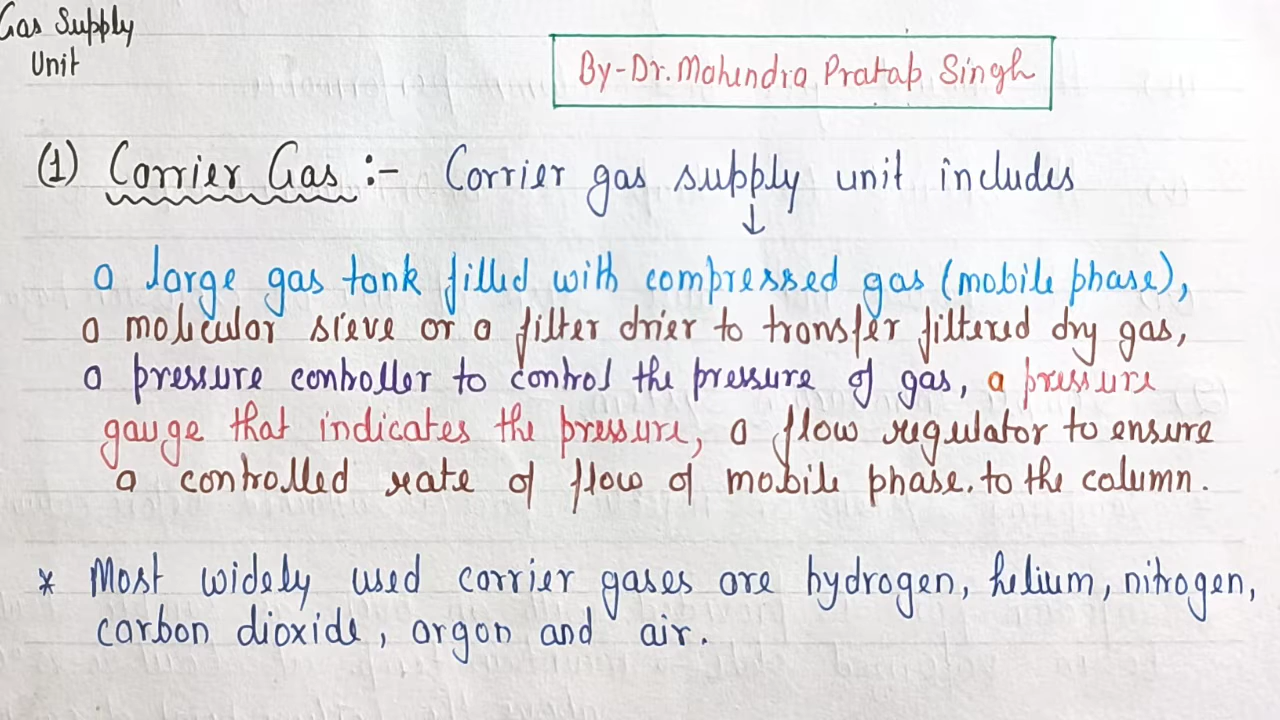 Gas Supply
Unit
By-Dr. Mahendra Pratap Singh
(1) Carrier Gas :- Carrier gas supply unit includes
↓
a large gas tank filled with compressed gas (mobile phase),
a molicular sieve or a filter drier to transfer filtered dry gas,
a pressure controller to control the pressure of gas, a pressure
gauge that indicates the pressure, a flow regulator to ensure
a controlled rate of flow of mobile phase. to the column.
* Most widely used carrier gases are hydrogen, helium, nitrogen,
carbon dioxide, argon and air.